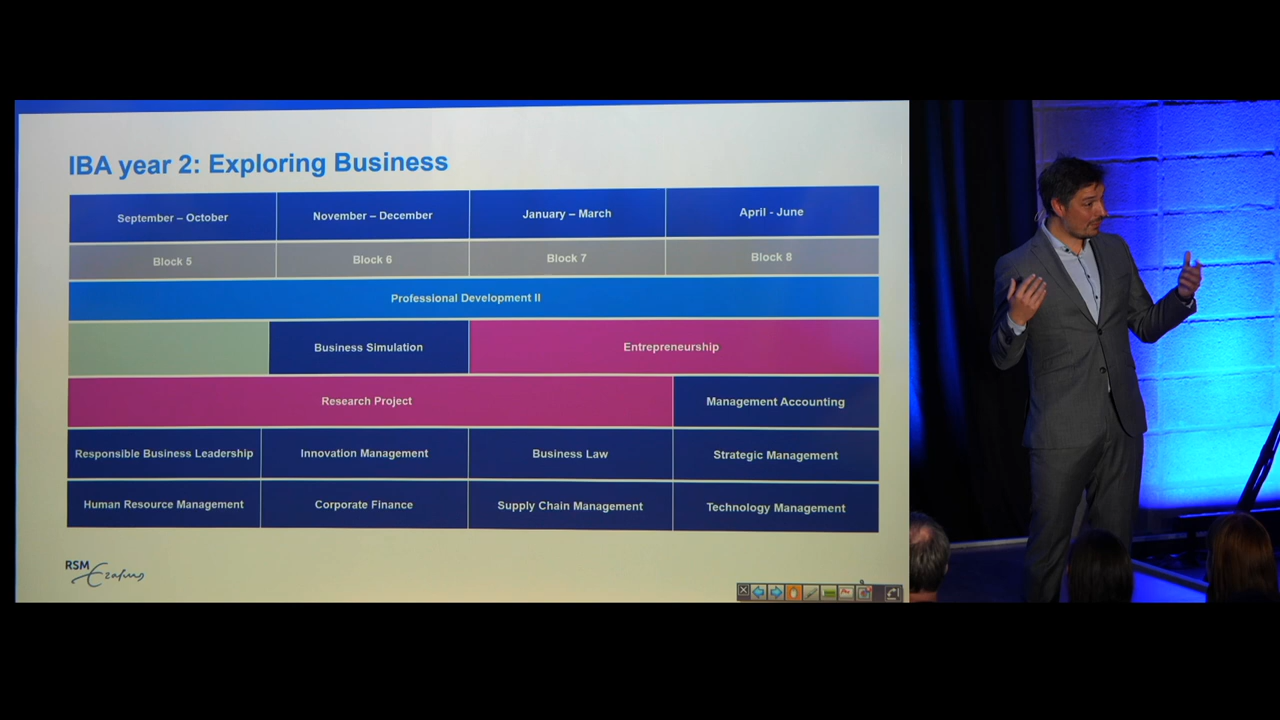 IBA year 2: Exploring Business
September – October
November – December
January – March
April - June
Block 5
Block 6
Block 7
Block 8
Professional Development II
Business Simulation
Entrepreneurship
Research Project
Management Accounting
Responsible Business Leadership
Innovation Management
Business Law
Strategic Management
Human Resource Management
Corporate Finance
Supply Chain Management
Technology Management
RSM
Erasmus